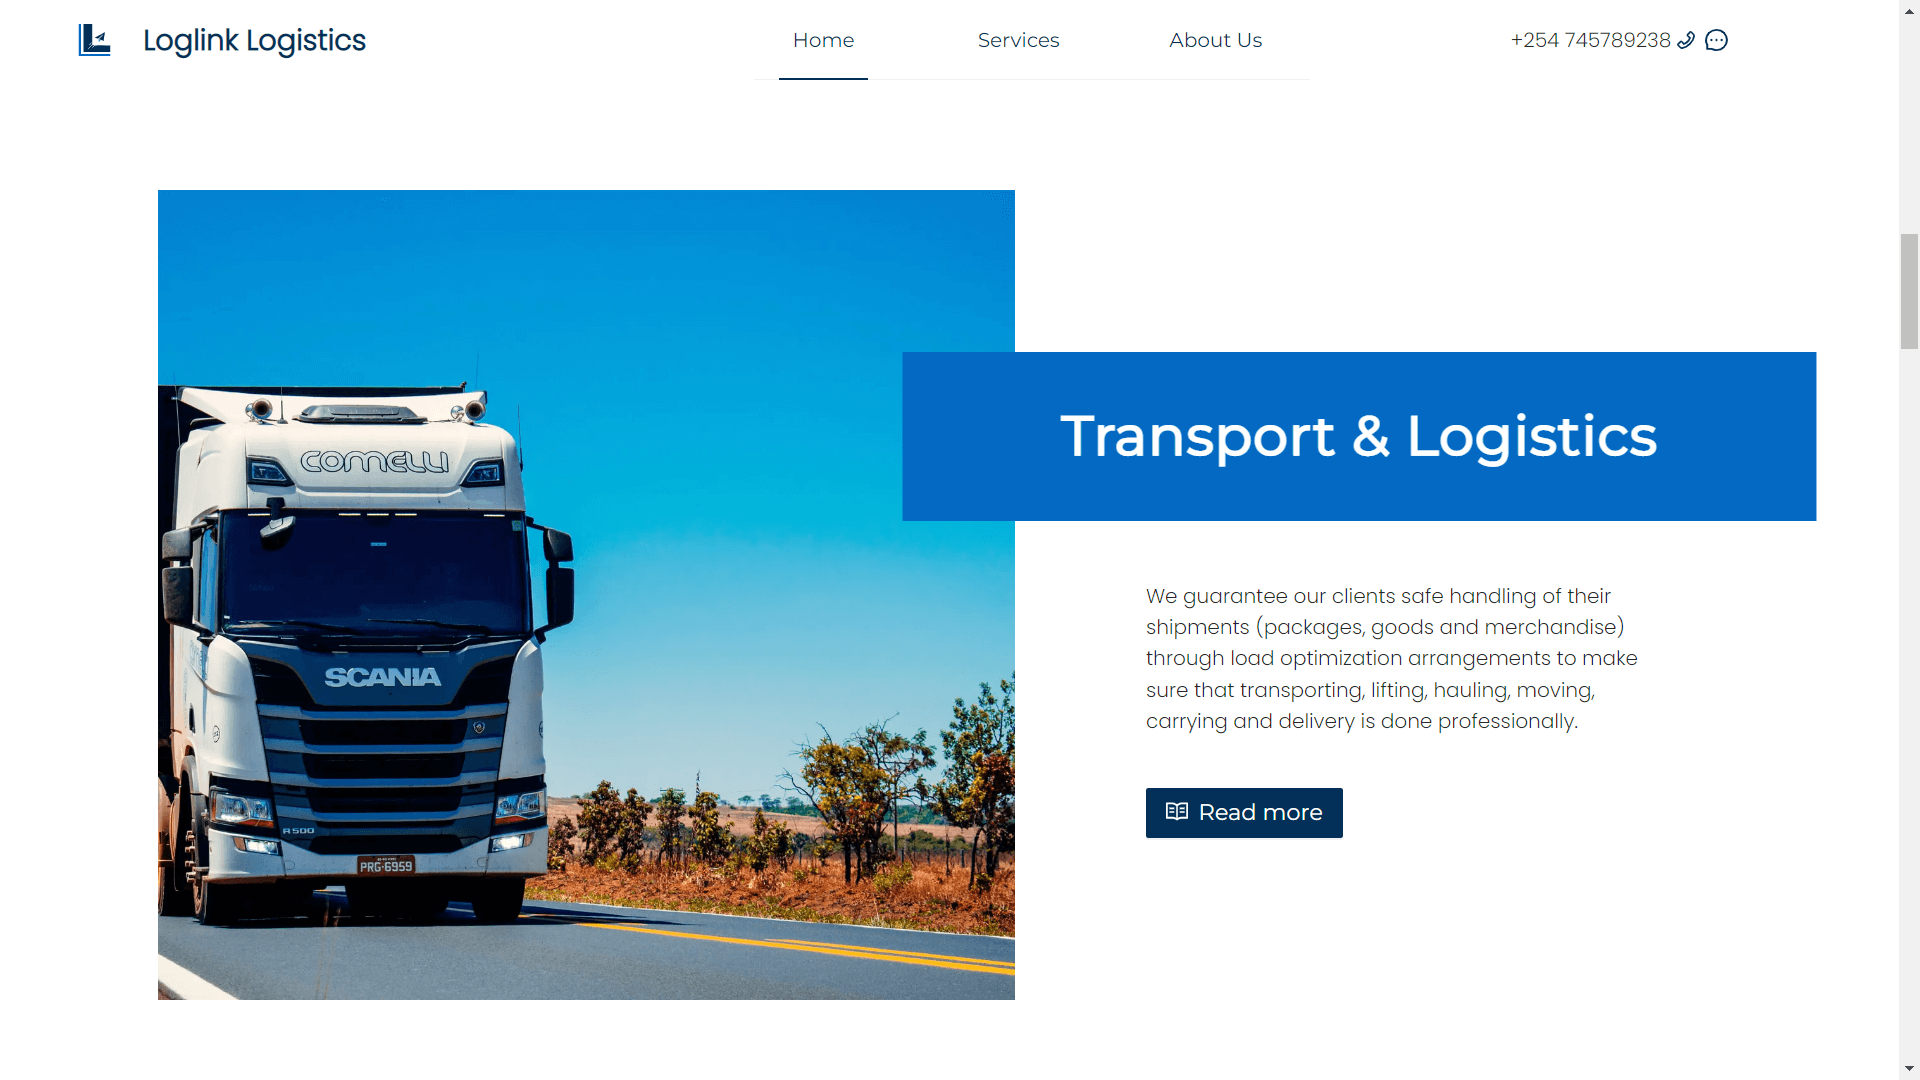 Loglink Logistics
Home
Services
About Us
+254 745789238
COMELLI
SCANIA
R500
PRG-6959
Transport & Logistics
We guarantee our clients safe handling of their
shipments (packages, goods and merchandise)
through load optimization arrangements to make
sure that transporting, lifting, hauling, moving,
carrying and delivery is done professionally.
Read more